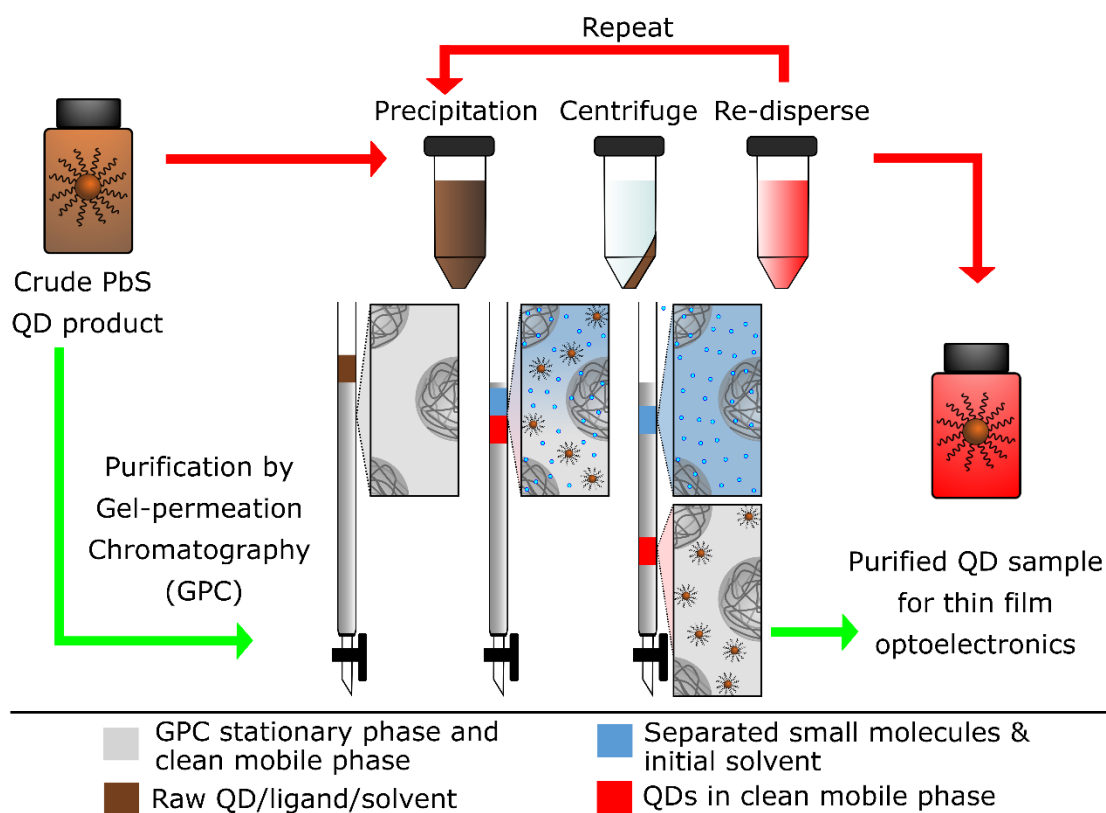 Repeat
Precipitation Centrifuge Re-disperse
Crude PbS
QD product
Purification by
Gel-permeation
Chromatography
(GPC)
Purified QD sample
for thin film
optoelectronics
GPC stationary phase and
clean mobile phase
Raw QD/ligand/solvent
Separated small molecules &
initial solvent
QDs in clean mobile phase